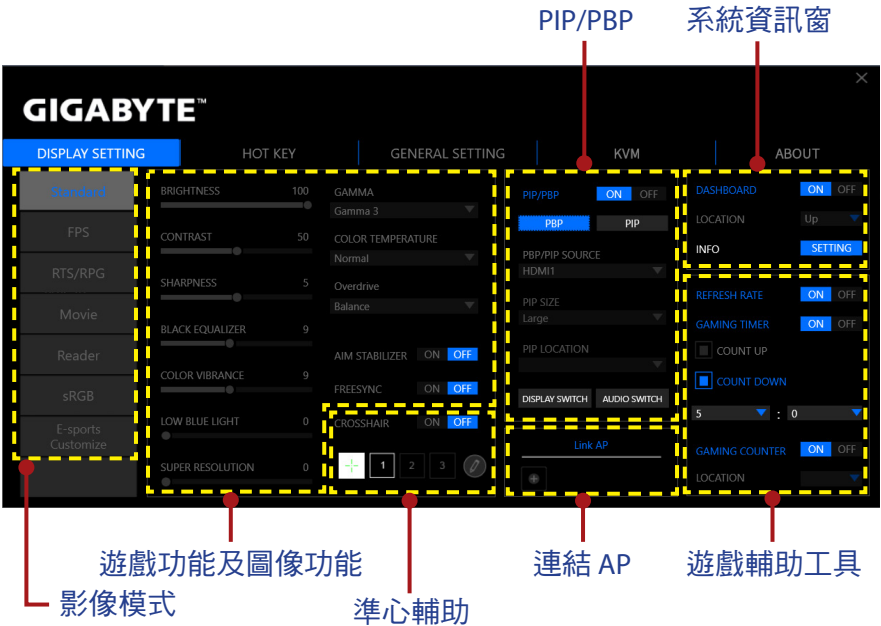 PIP/PBP
系統資訊窗
GIGABYTE™
DISPLAY SETTING
HOT KEY
GENERAL SETTING
KVM
ABOUT
Standard
FPS
RTS/RPG
Movie
Reader
sRGB
E-sports
Customize
BRIGHTNESS 100
CONTRAST 50
SHARPNESS 5
BLACK EQUALIZER 9
COLOR VIBRANCE 9
LOW BLUE LIGHT 0
SUPER RESOLUTION 0
GAMMA
Gamma 3
COLOR TEMPERATURE
Normal
Overdrive
Balance
AIM STABILIZER ON OFF
FREESYNC ON OFF
CROSSHAIR ON OFF
1 2 3
PIP/PBP ON OFF
PBP PIP
PBP/PIP SOURCE
HDMI1
PIP SIZE
Large
PIP LOCATION
DISPLAY SWITCH AUDIO SWITCH
Link AP
DASHBOARD ON OFF
LOCATION Up
INFO SETTING
REFRESH RATE ON OFF
GAMING TIMER ON OFF
COUNT UP
COUNT DOWN
5 : 0
GAMING COUNTER ON OFF
LOCATION
遊戲功能及圖像功能
連結 AP
遊戲輔助工具
影像模式
準心輔助